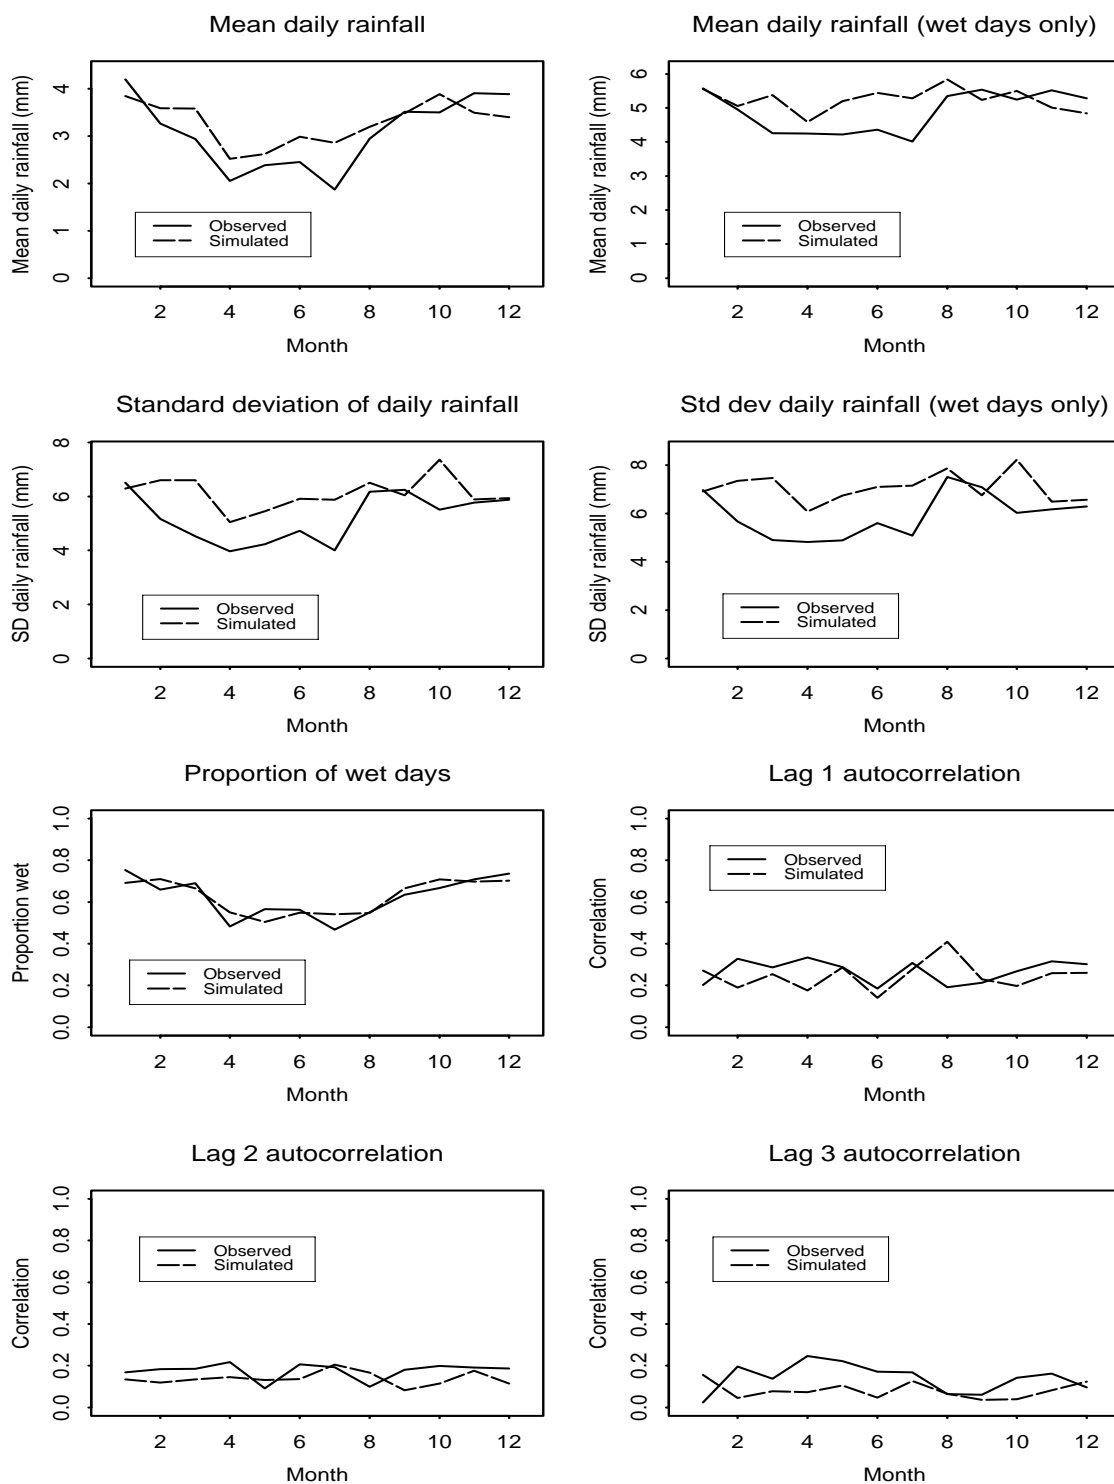 Mean daily rainfall
Mean daily rainfall (mm)
0 1 2 3 4
Observed
Simulated
2 4 6 8 10 12
Month
Mean daily rainfall (wet days only)
Mean daily rainfall (mm)
0 1 2 3 4 5 6
Observed
Simulated
2 4 6 8 10 12
Month
Standard deviation of daily rainfall
SD daily rainfall (mm)
0 2 4 6 8
Observed
Simulated
2 4 6 8 10 12
Month
Std dev daily rainfall (wet days only)
SD daily rainfall (mm)
0 2 4 6 8
Observed
Simulated
2 4 6 8 10 12
Month
Proportion of wet days
Proportion wet
0.0 0.2 0.4 0.6 0.8 1.0
Observed
Simulated
2 4 6 8 10 12
Month
Lag 1 autocorrelation
Correlation
0.0 0.2 0.4 0.6 0.8 1.0
Observed
Simulated
2 4 6 8 10 12
Month
Lag 2 autocorrelation
Correlation
0.0 0.2 0.4 0.6 0.8 1.0
Observed
Simulated
2 4 6 8 10 12
Month
Lag 3 autocorrelation
Correlation
0.0 0.2 0.4 0.6 0.8 1.0
Observed
Simulated
2 4 6 8 10 12
Month